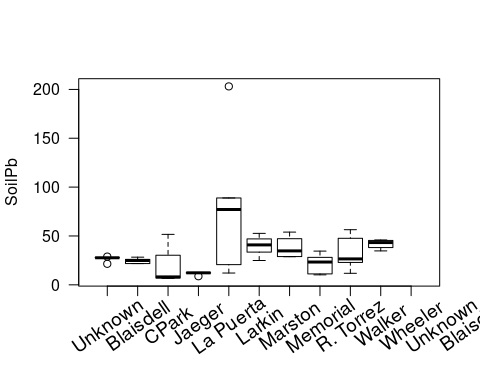 200
150
100
50
0
SoilPb
Unknown
Blaisdell
CPark
Jaeger
La Puerta
Larkin
Marston
Memorial
R. Torrez
Walker
Wheeler
Unknown
Blaisd